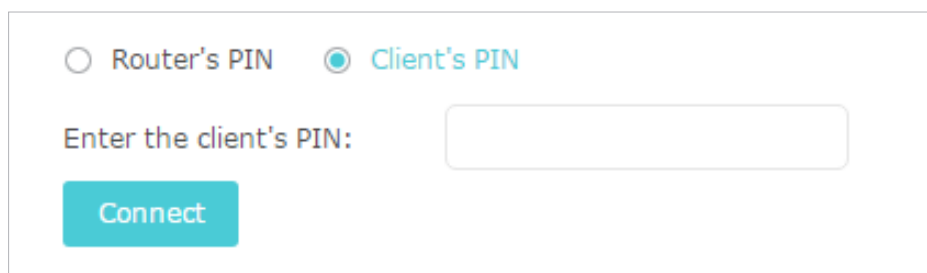 Router's PIN Client's PIN
Enter the client's PIN:
Connect